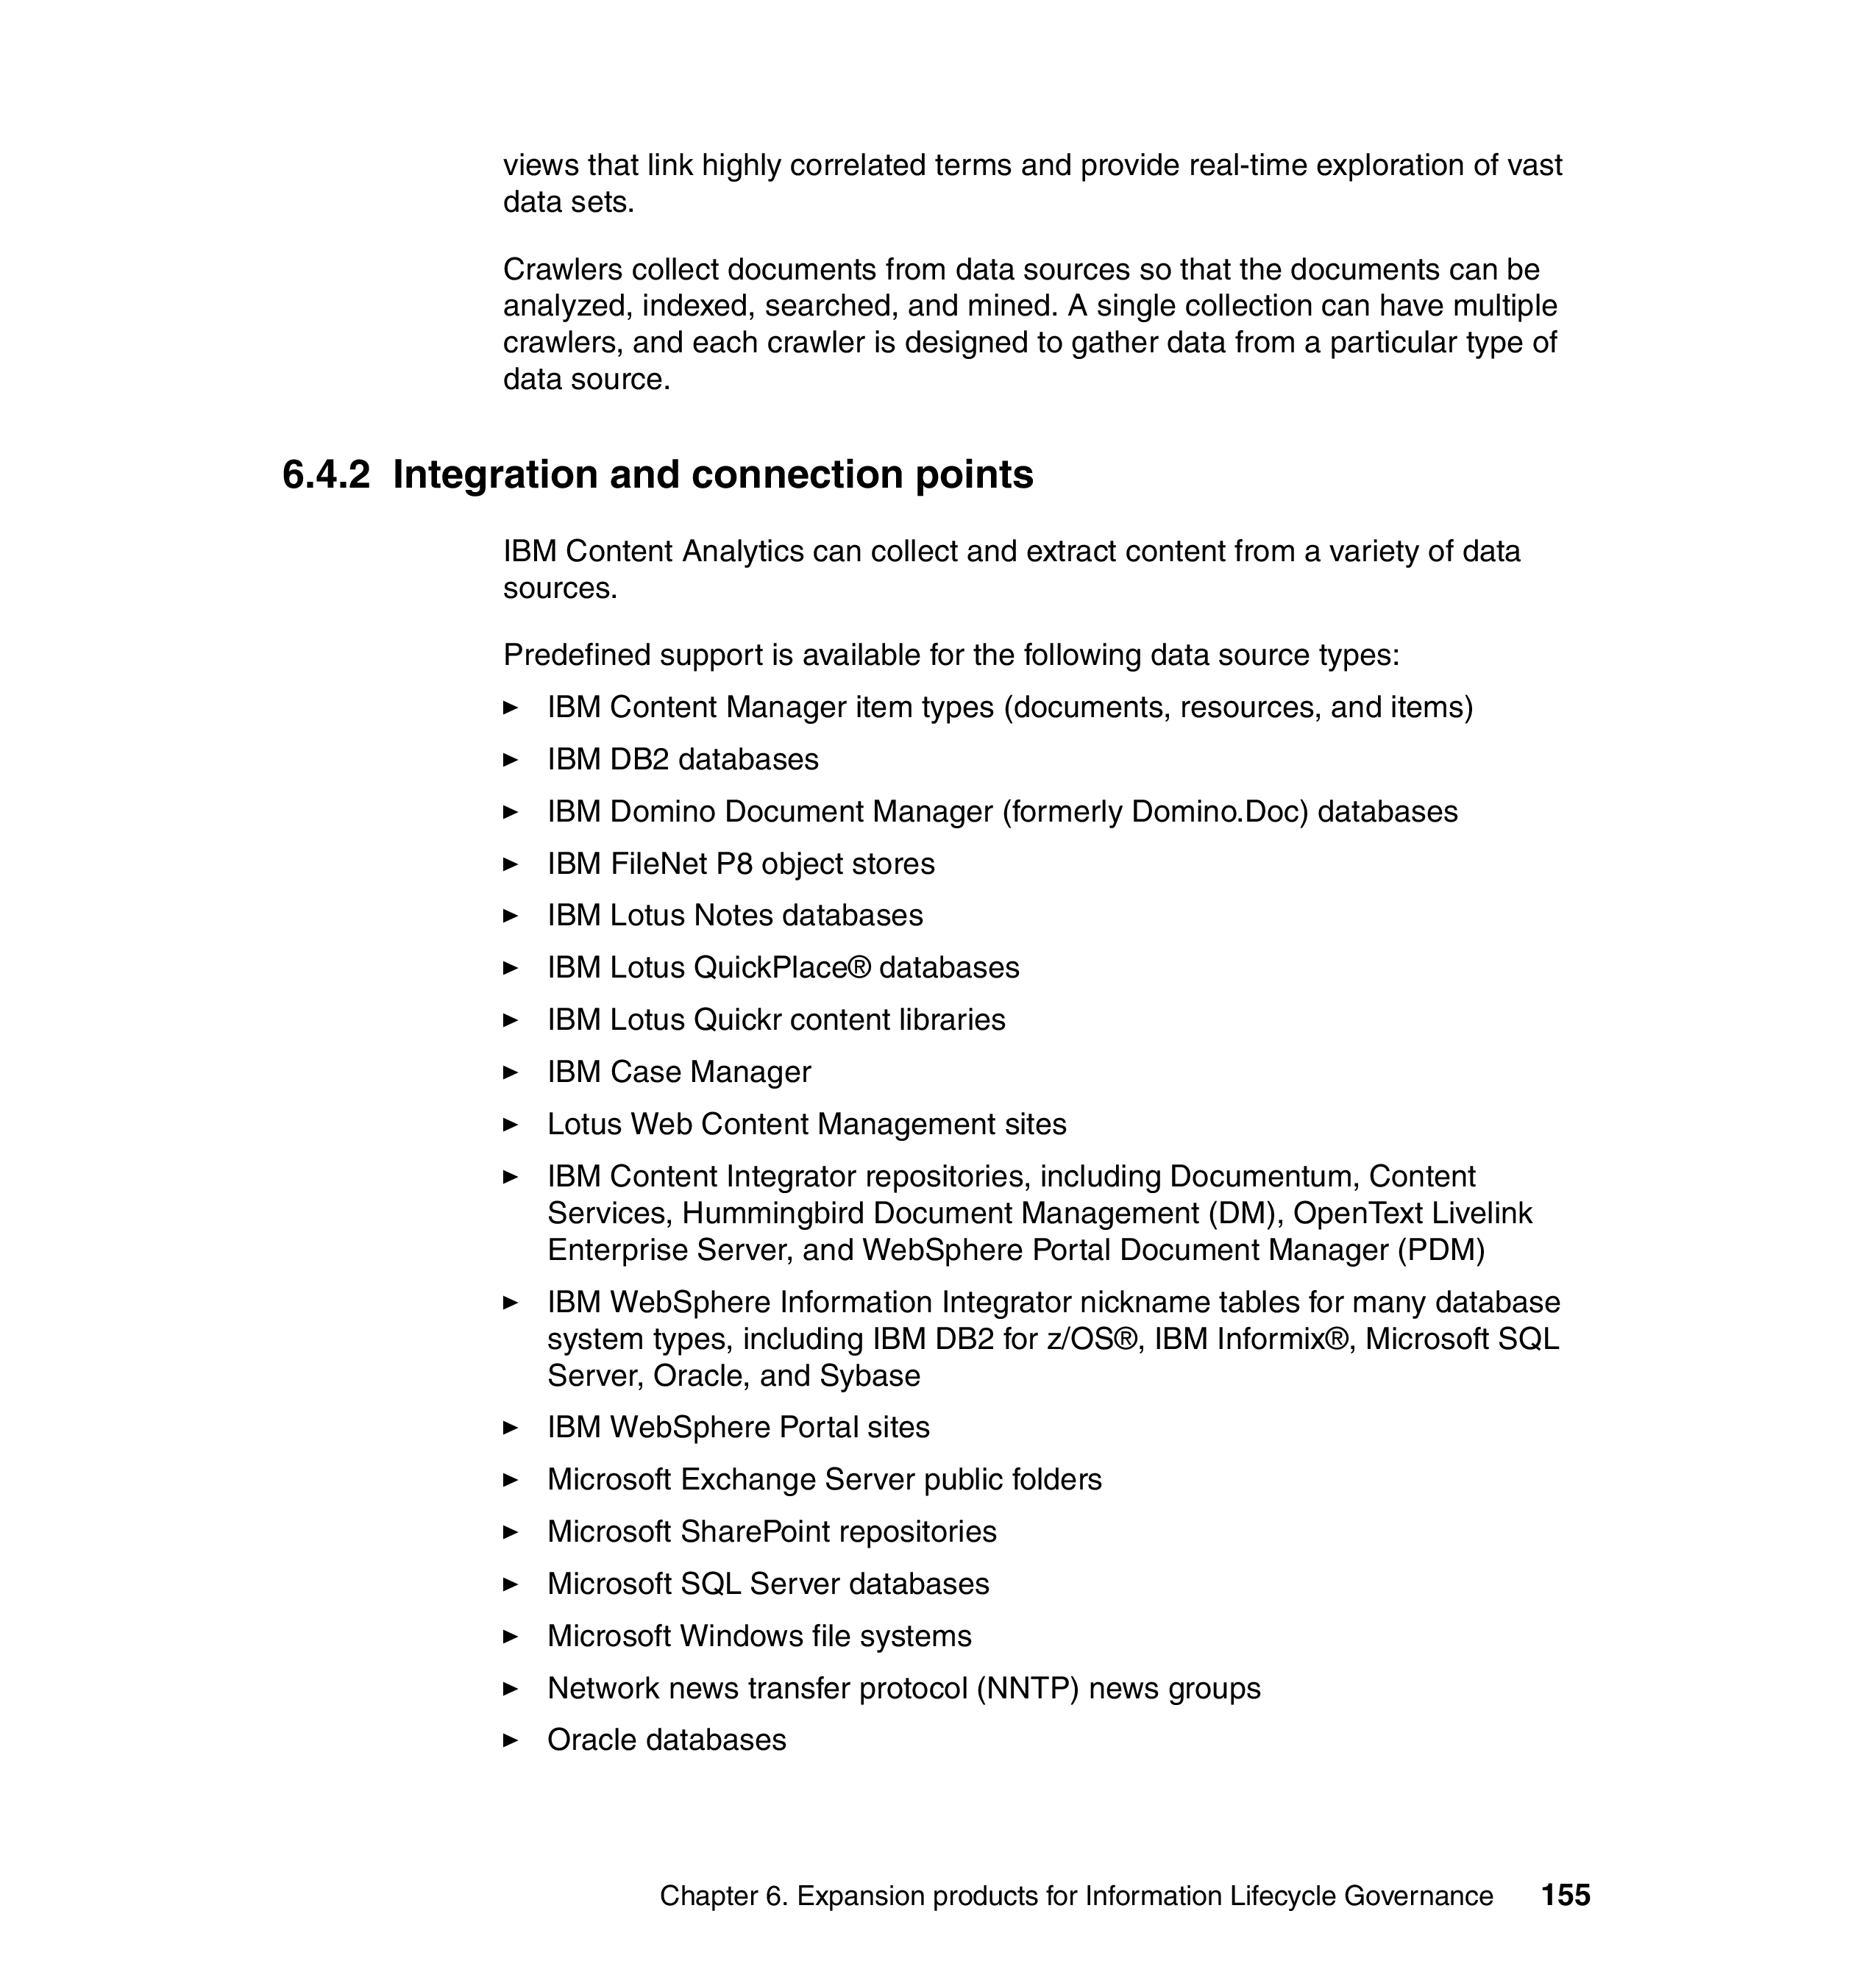 views that link highly correlated terms and provide real-time exploration of vast
data sets.
Crawlers collect documents from data sources so that the documents can be
analyzed, indexed, searched, and mined. A single collection can have multiple
crawlers, and each crawler is designed to gather data from a particular type of
data source.
6.4.2 Integration and connection points
IBM Content Analytics can collect and extract content from a variety of data
sources.
Predefined support is available for the following data source types:
► IBM Content Manager item types (documents, resources, and items)
► IBM DB2 databases
► IBM Domino Document Manager (formerly Domino.Doc) databases
► IBM FileNet P8 object stores
► IBM Lotus Notes databases
► IBM Lotus QuickPlace® databases
► IBM Lotus Quickr content libraries
► IBM Case Manager
► Lotus Web Content Management sites
► IBM Content Integrator repositories, including Documentum, Content
Services, Hummingbird Document Management (DM), OpenText Livelink
Enterprise Server, and WebSphere Portal Document Manager (PDM)
► IBM WebSphere Information Integrator nickname tables for many database
system types, including IBM DB2 for z/OS®, IBM Informix®, Microsoft SQL
Server, Oracle, and Sybase
► IBM WebSphere Portal sites
► Microsoft Exchange Server public folders
► Microsoft SharePoint repositories
► Microsoft SQL Server databases
► Microsoft Windows file systems
► Network news transfer protocol (NNTP) news groups
► Oracle databases
Chapter 6. Expansion products for Information Lifecycle Governance 155